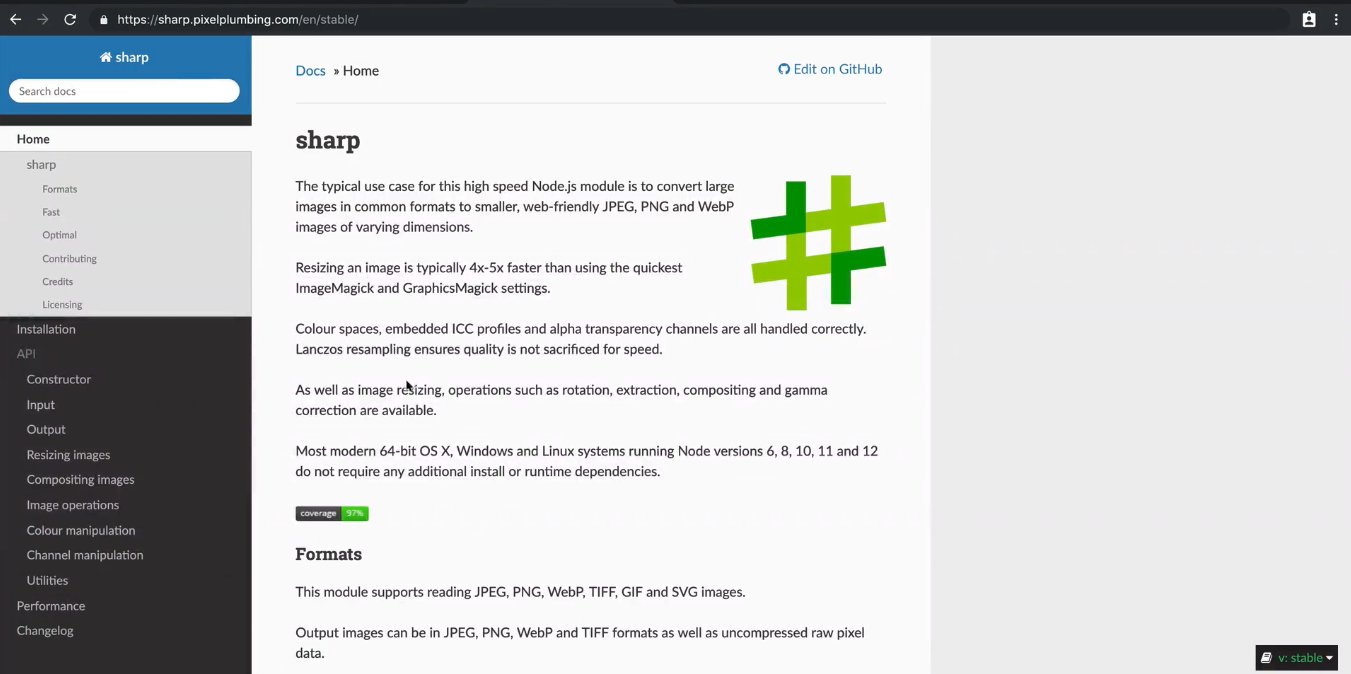 https://sharp.pixelplumbing.com/en/stable/
sharp
Search docs
Home
sharp
Formats
Fast
Optimal
Contributing
Credits
Licensing
Installation
API
Constructor
Input
Output
Resizing images
Compositing images
Image operations
Colour manipulation
Channel manipulation
Utilities
Performance
Changelog
Docs » Home
Edit on GitHub
sharp
The typical use case for this high speed Node.js module is to convert large
images in common formats to smaller, web-friendly JPEG, PNG and WebP
images of varying dimensions.
Resizing an image is typically 4x-5x faster than using the quickest
ImageMagick and GraphicsMagick settings.
Colour spaces, embedded ICC profiles and alpha transparency channels are all handled correctly.
Lanczos resampling ensures quality is not sacrificed for speed.
As well as image resizing, operations such as rotation, extraction, compositing and gamma
correction are available.
Most modern 64-bit OS X, Windows and Linux systems running Node versions 6, 8, 10, 11 and 12
do not require any additional install or runtime dependencies.
coverage 97%
Formats
This module supports reading JPEG, PNG, WebP, TIFF, GIF and SVG images.
Output images can be in JPEG, PNG, WebP and TIFF formats as well as uncompressed raw pixel
data.
v: stable